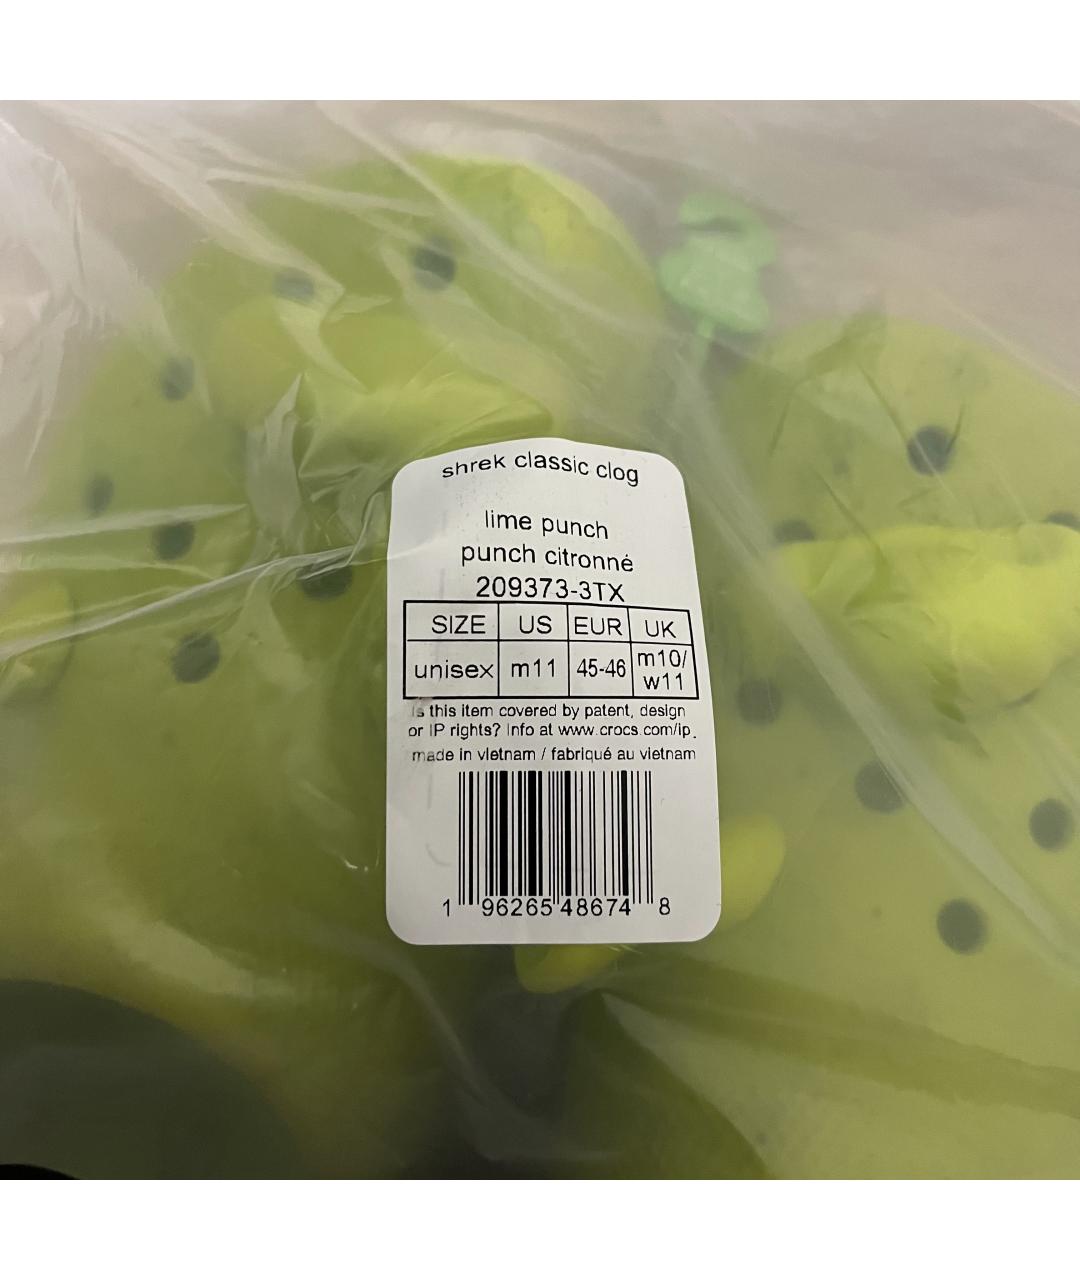 shrek classic clog
lime punch
punch citronné
209373-3TX
SIZE US EUR UK
unisex m11 45-46 m10/
w11
is this item covered by patent, design
or IP rights? Info at www.crocs.com/ip.
made in vietnam / fabriqué au vietnam
1 96265 48674 8